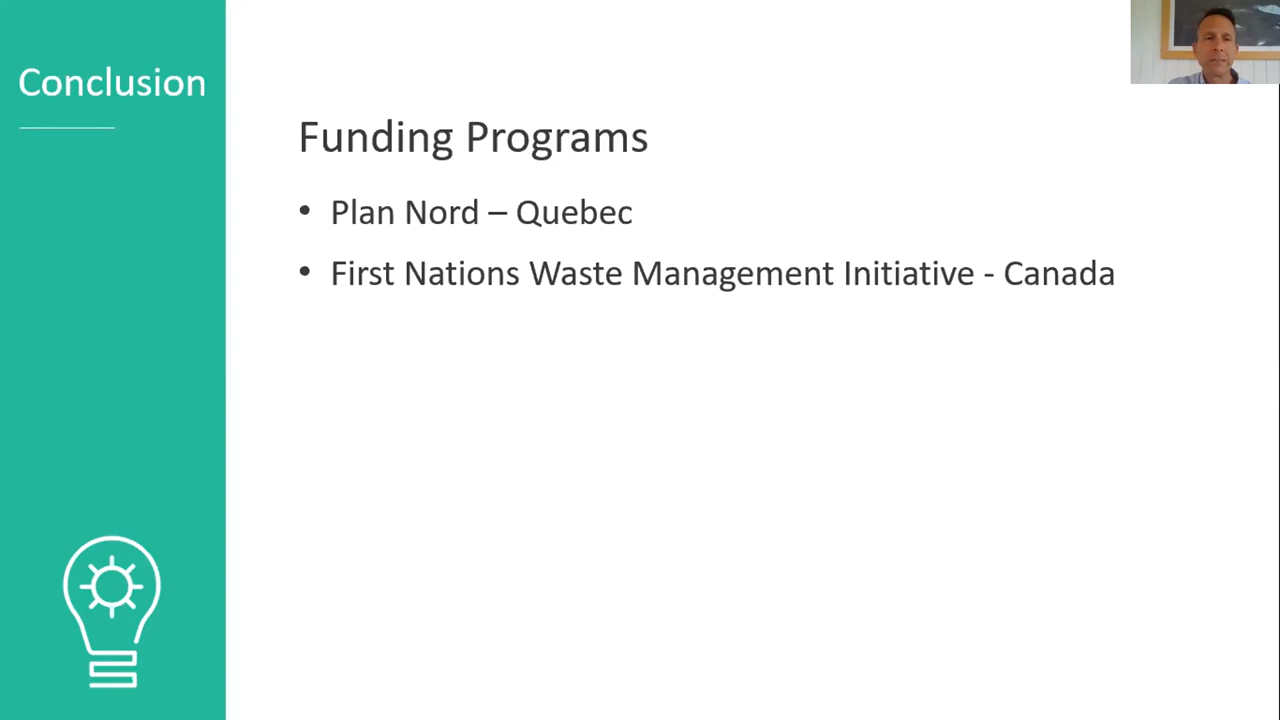 Conclusion
Funding Programs
• Plan Nord – Quebec
• First Nations Waste Management Initiative - Canada